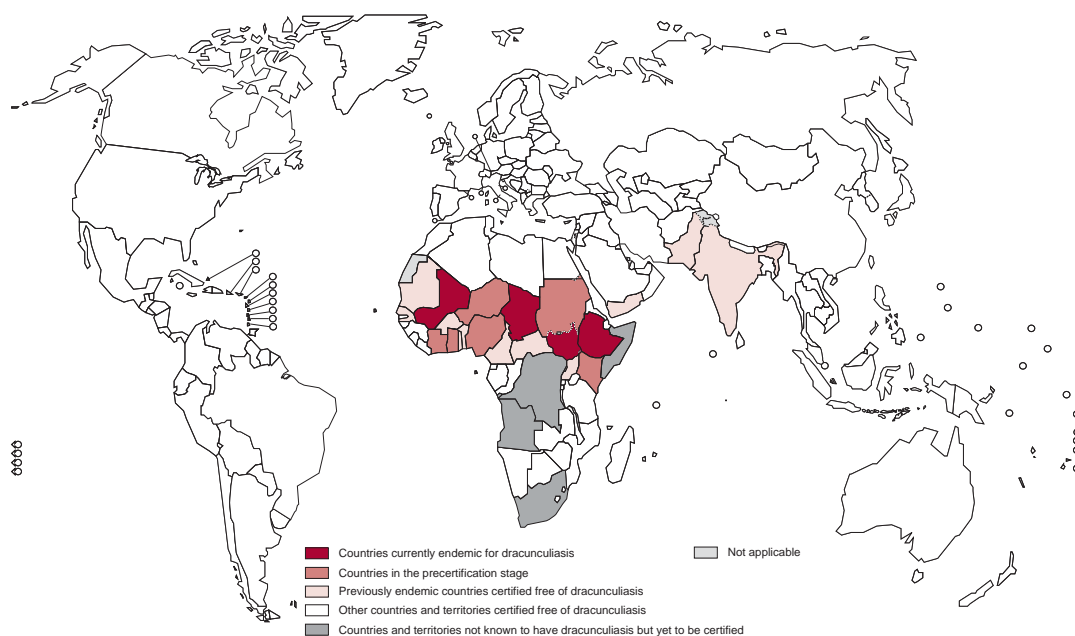 Countries currently endemic for dracunculiasis
Not applicable
Countries in the precertification stage
Previously endemic countries certified free of dracunculiasis
Other countries and territories certified free of dracunculiasis
Countries and territories not known to have dracunculiasis but yet to be certified